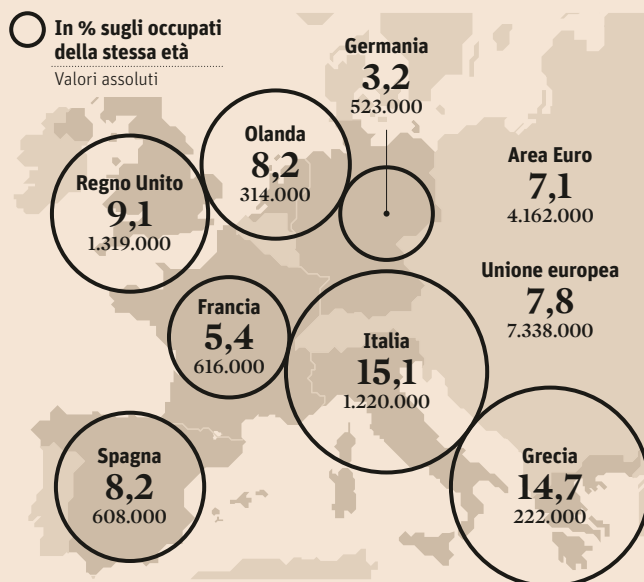 In % sugli occupati
della stessa età
Valori assoluti
Germania
3,2
523.000
Olanda
8,2
314.000
Regno Unito
9,1
1.319.000
Area Euro
7,1
4.162.000
Unione europea
7,8
7.338.000
Francia
5,4
616.000
Italia
15,1
1.220.000
Spagna
8,2
608.000
Grecia
14,7
222.000